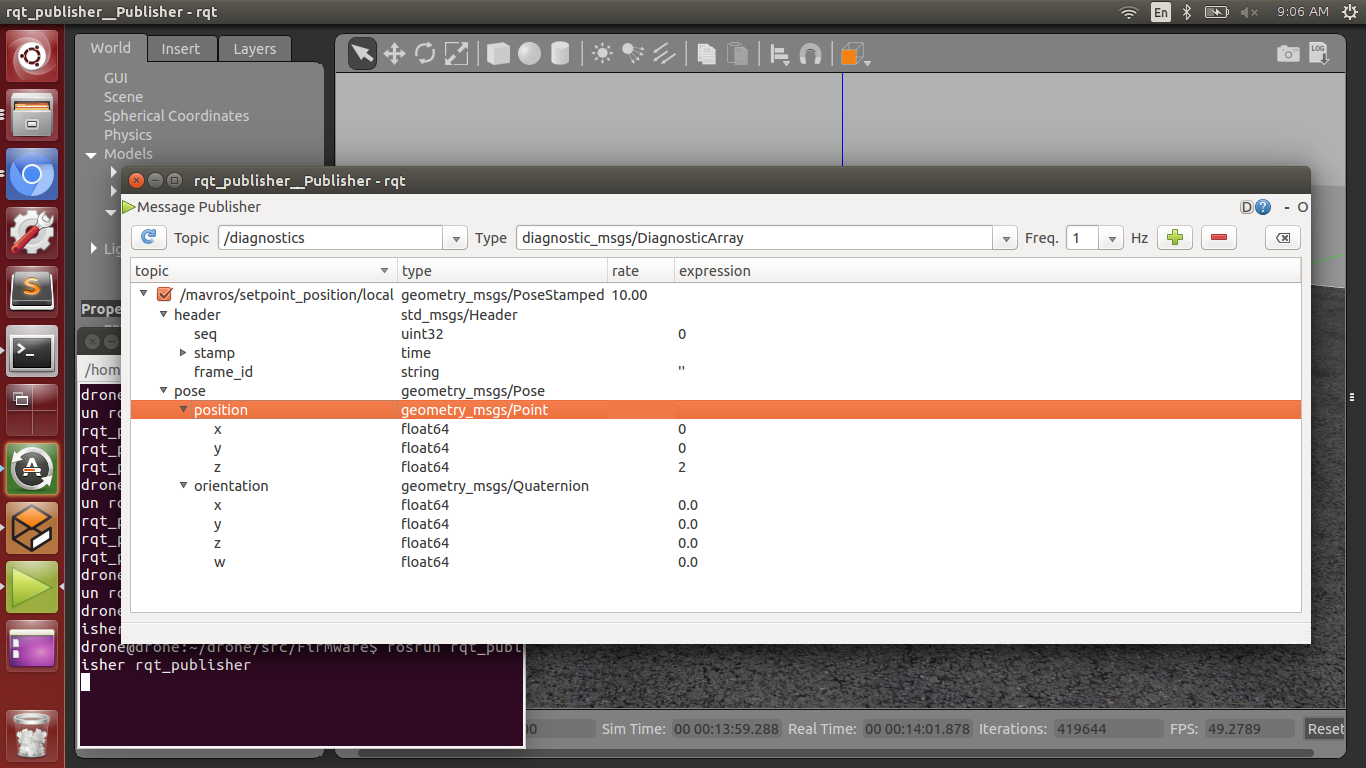 rqt_publisher__Publisher - rqt
En
9:06 AM
World
Insert
Layers
LOG
GUI
Scene
Spherical Coordinates
Physics
Models
Lig
Prope
rqt_publisher__Publisher - rqt
Message Publisher
D
?
- O
Topic
/diagnostics
Type
diagnostic_msgs/DiagnosticArray
Freq.
1
Hz
topic type rate expression
/mavros/setpoint_position/local geometry_msgs/PoseStamped 10.00
header std_msgs/Header
seq uint32 0
stamp time
frame_id string ''
pose geometry_msgs/Pose
position geometry_msgs/Point
x float64 0
y float64 0
z float64 2
orientation geometry_msgs/Quaternion
x float64 0.0
y float64 0.0
z float64 0.0
w float64 0.0
/hom
drone
un ro
rqt_p
rqt_p
rqt_p
drone
un ro
rqt_p
rqt_p
rqt_p
drone
un ro
drone
isher
drone@drone:~/drone/src/Firmware$ rosrun rqt_publ
isher rqt_publisher
00
Sim Time: 00 00:13:59.288
Real Time: 00 00:14:01.878
Iterations: 419644
FPS: 49.2789
Reset